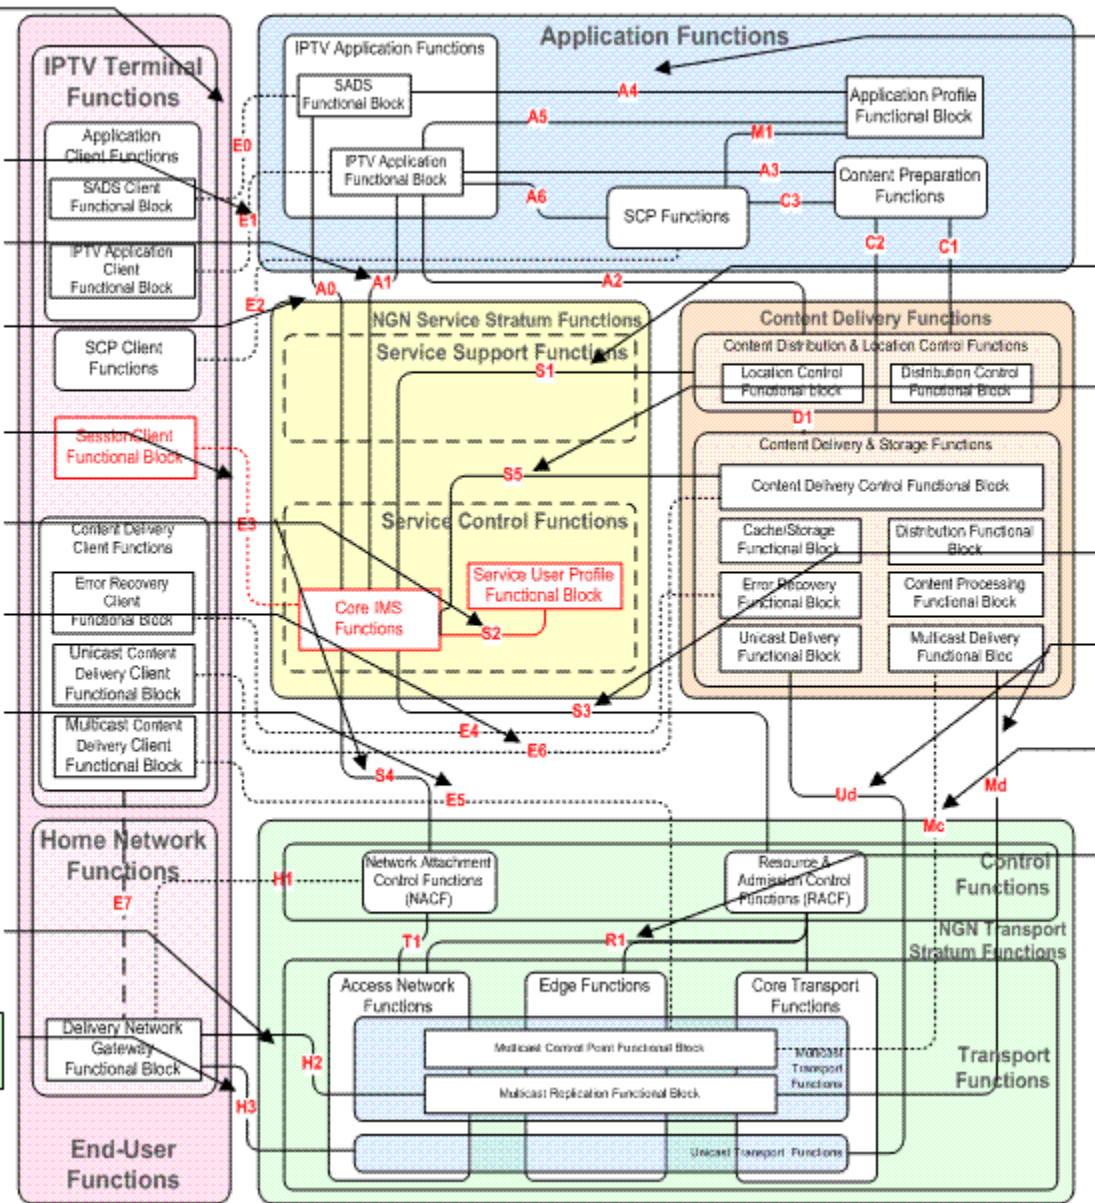 Application Functions
IPTV Terminal
Functions
IPTV Application Functions
SADS
Functional Block
A4
Application Profile
Functional Block
A5
M1
Application
Client Functions
E0
IPTV Application
Functional Block
A3
Content Preparation
Functions
SADS Client
Functional Block
A6
C3
SCP Functions
E1
C2
C1
IPTV Application
Client
Functional Block
A0
A1
A2
E2
NGN Service Stratum Functions
Content Delivery Functions
SCP Client
Functions
Service Support Functions
Content Distribution & Location Control Functions
S1
Location Control
Functional block
Distribution Control
Functional Block
D1
Session Client
Functional Block
Content Delivery & Storage Functions
S5
Content Delivery Control Functional Block
E3
Service Control Functions
Content Delivery
Client Functions
Cache/Storage
Functional Block
Distribution Functional
Block
Error Recovery
Client
Functional Block
Service User Profile
Functional Block
Error Recovery
Functional Block
Content Processing
Functional Block
Core IMS
Functions
S2
Unicast Delivery
Functional Block
Multicast Delivery
Functional Bloc
Unicast Content
Delivery Client
Functional Block
S3
Multicast Content
Delivery Client
Functional Block
E4
E6
S4
E5
Ud
Md
Mc
Home Network
Functions
H1
Network Attachment
Control Functions
(NACF)
Resource &
Admission Control
Functions (RACF)
Control
Functions
E7
T1
R1
NGN Transport
Stratum Functions
Access Network
Functions
Edge Functions
Core Transport
Functions
Delivery Network
Gateway
Functional Block
H2
Multicast Control Point Functional Block
Multicast
Transport
Functions
Transport
Functions
Multicast Replication Functional Block
H3
End-User
Functions
Unicast Transport Functions